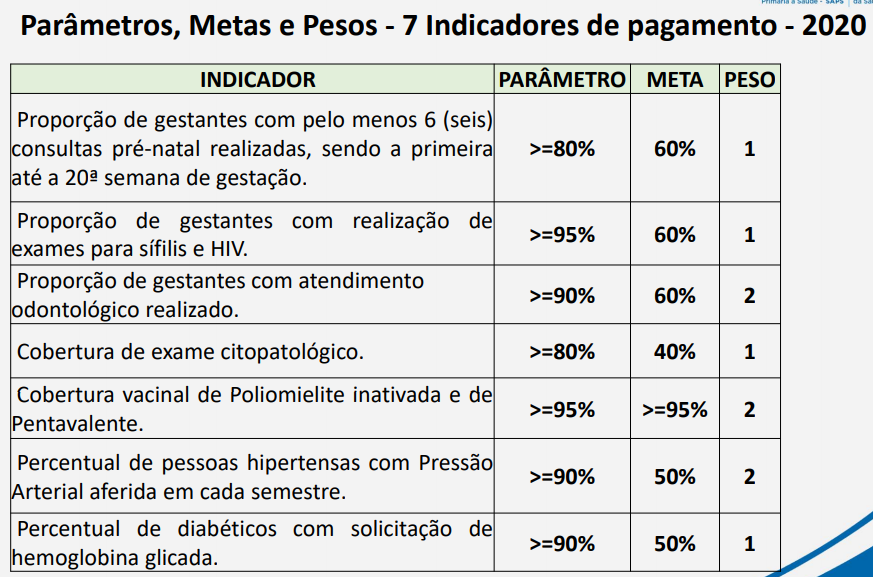 Primária à Saúde - SAPS | da Saú
Parâmetros, Metas e Pesos - 7 Indicadores de pagamento - 2020
INDICADOR PARÂMETRO META PESO
Proporção de gestantes com pelo menos 6 (seis)
consultas pré-natal realizadas, sendo a primeira
até a 20ª semana de gestação.
>=80% 60% 1
Proporção de gestantes com realização de
exames para sífilis e HIV.
>=95% 60% 1
Proporção de gestantes com atendimento
odontológico realizado.
>=90% 60% 2
Cobertura de exame citopatológico.
>=80% 40% 1
Cobertura vacinal de Poliomielite inativada e de
Pentavalente.
>=95% >=95% 2
Percentual de pessoas hipertensas com Pressão
Arterial aferida em cada semestre.
>=90% 50% 2
Percentual de diabéticos com solicitação de
hemoglobina glicada.
>=90% 50% 1